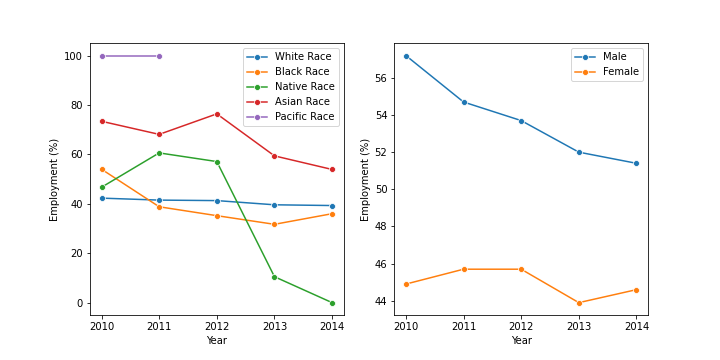 100
80
60
40
20
0
Employment (%)
2010 2011 2012 2013 2014
Year
White Race
Black Race
Native Race
Asian Race
Pacific Race
56
54
52
50
48
46
44
Employment (%)
2010 2011 2012 2013 2014
Year
Male
Female